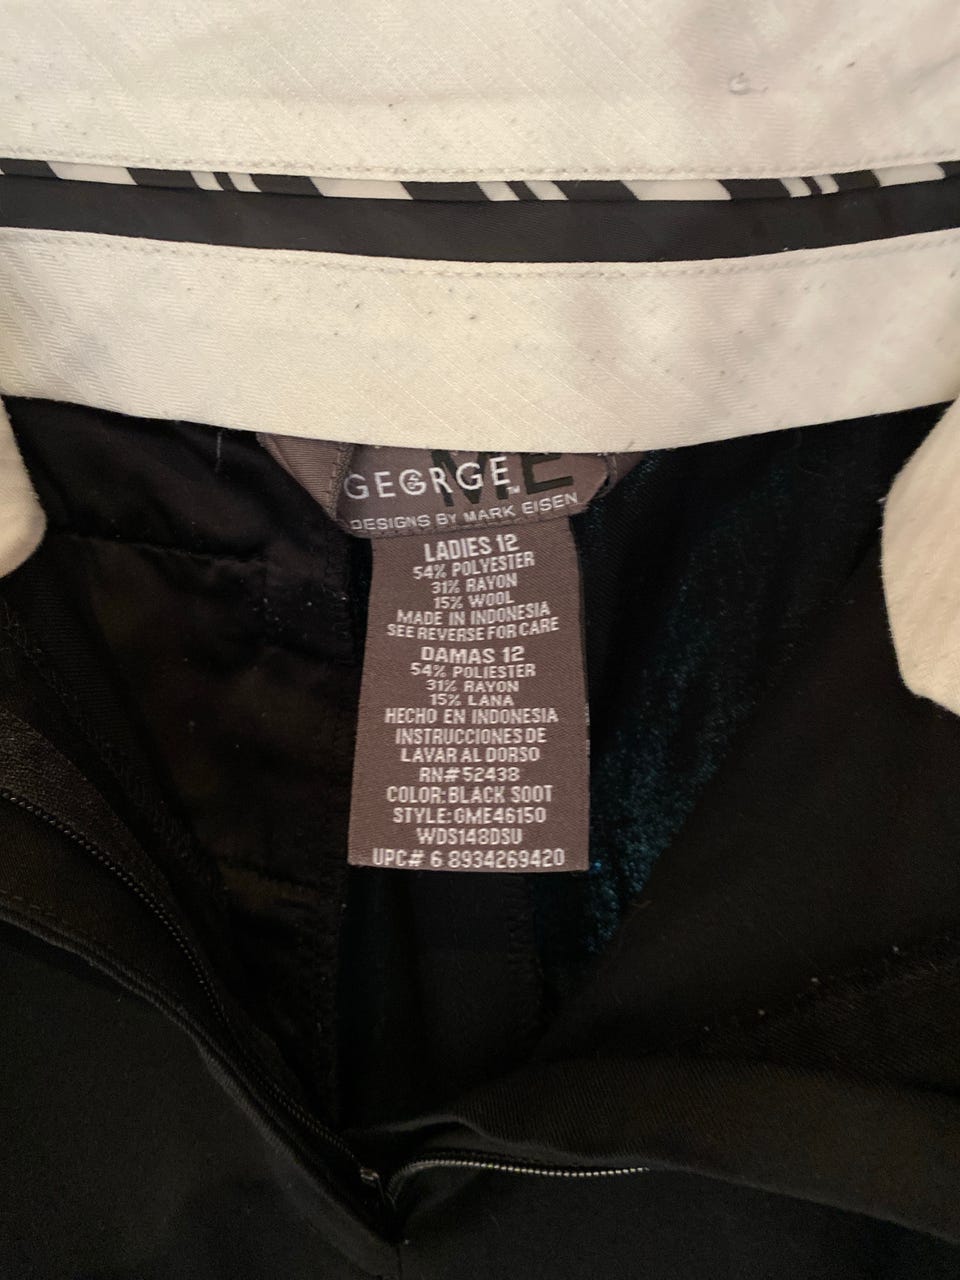 GEORGE™
ME
DESIGNS BY MARK EISEN
LADIES 12
54% POLYESTER
31% RAYON
15% WOOL
MADE IN INDONESIA
SEE REVERSE FOR CARE
DAMAS 12
54% POLIESTER
31% RAYON
15% LANA
HECHO EN INDONESIA
INSTRUCCIONES DE
LAVAR AL DORSO
RN# 52438
COLOR: BLACK SOOT
STYLE: GME46150
WDS148DSU
UPC# 6 8934269420